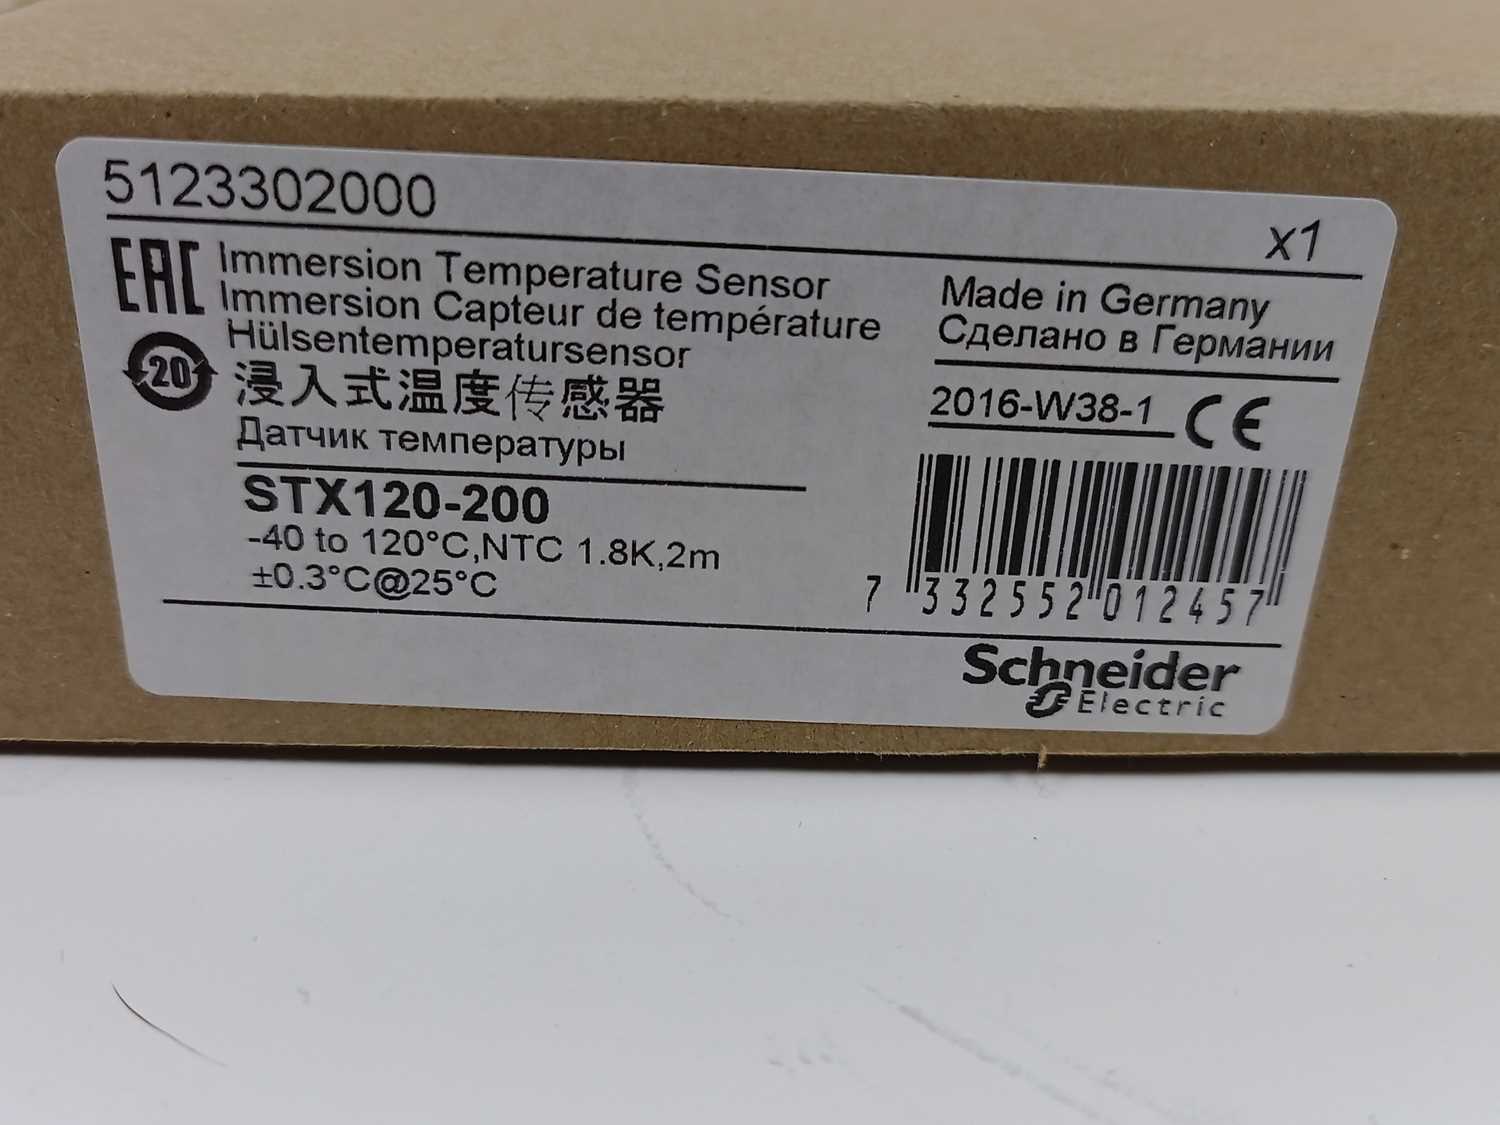 5123302000
x1
EAC
Immersion Temperature Sensor
Immersion Capteur de température
Hülsentemperatursensor
浸入式温度传感器
Датчик температуры
20
STX120-200
-40 to 120°C,NTC 1.8K,2m
±0.3°C@25°C
Made in Germany
Сделано в Германии
2016-W38-1 CE
7 332552 012457
Schneider
Electric